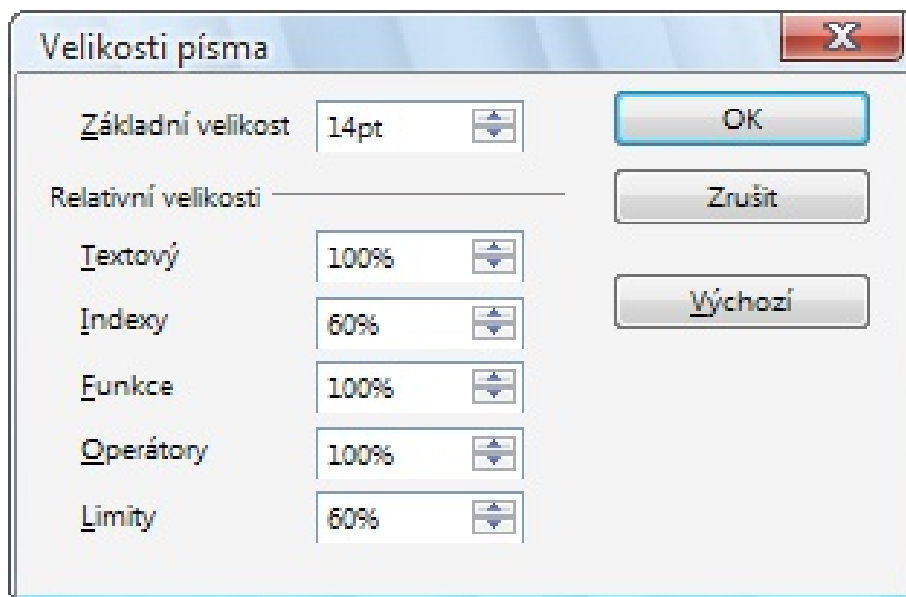 Velikosti písma
Základní velikost 14pt OK
Relativní velikosti Zrušit
Textový 100%
Výchozí
Indexy 60%
Funkce 100%
Operátory 100%
Limity 60%